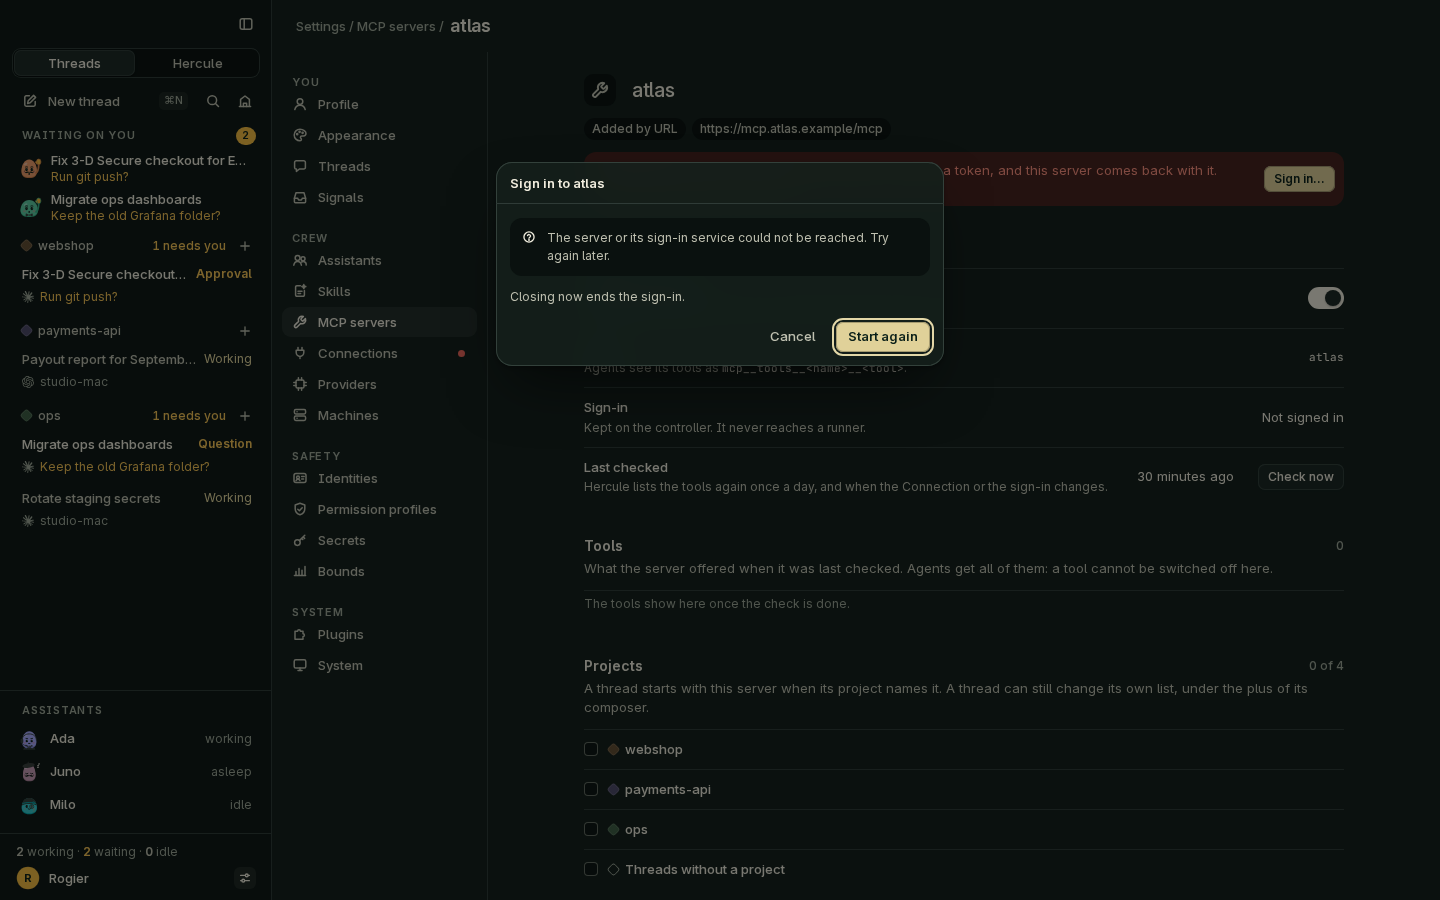 Settings / MCP servers / atlas
Threads
Hercule
New thread
⌘N
WAITING ON YOU
2
Fix 3-D Secure checkout for E…
Run git push?
Migrate ops dashboards
Keep the old Grafana folder?
webshop
1 needs you
Fix 3-D Secure checkout…
Approval
Run git push?
payments-api
Payout report for Septemb…
Working
studio-mac
ops
1 needs you
Migrate ops dashboards
Question
Keep the old Grafana folder?
Rotate staging secrets
Working
studio-mac
ASSISTANTS
Ada
working
Juno
asleep
Milo
idle
2 working · 2 waiting · 0 idle
R
Rogier
YOU
Profile
Appearance
Threads
Signals
CREW
Assistants
Skills
MCP servers
Connections
Providers
Machines
SAFETY
Identities
Permission profiles
Secrets
Bounds
SYSTEM
Plugins
System
atlas
Added by URL
https://mcp.atlas.example/mcp
a token, and this server comes back with it.
Sign in…
Sign in to atlas
The server or its sign-in service could not be reached. Try
again later.
Closing now ends the sign-in.
Cancel
Start again
atlas
Agents see its tools as mcp__tools__<name>__<tool>.
Sign-in
Kept on the controller. It never reaches a runner.
Not signed in
Last checked
Hercule lists the tools again once a day, and when the Connection or the sign-in changes.
30 minutes ago
Check now
Tools
0
What the server offered when it was last checked. Agents get all of them: a tool cannot be switched off here.
The tools show here once the check is done.
Projects
0 of 4
A thread starts with this server when its project names it. A thread can still change its own list, under the plus of its
composer.
webshop
payments-api
ops
Threads without a project